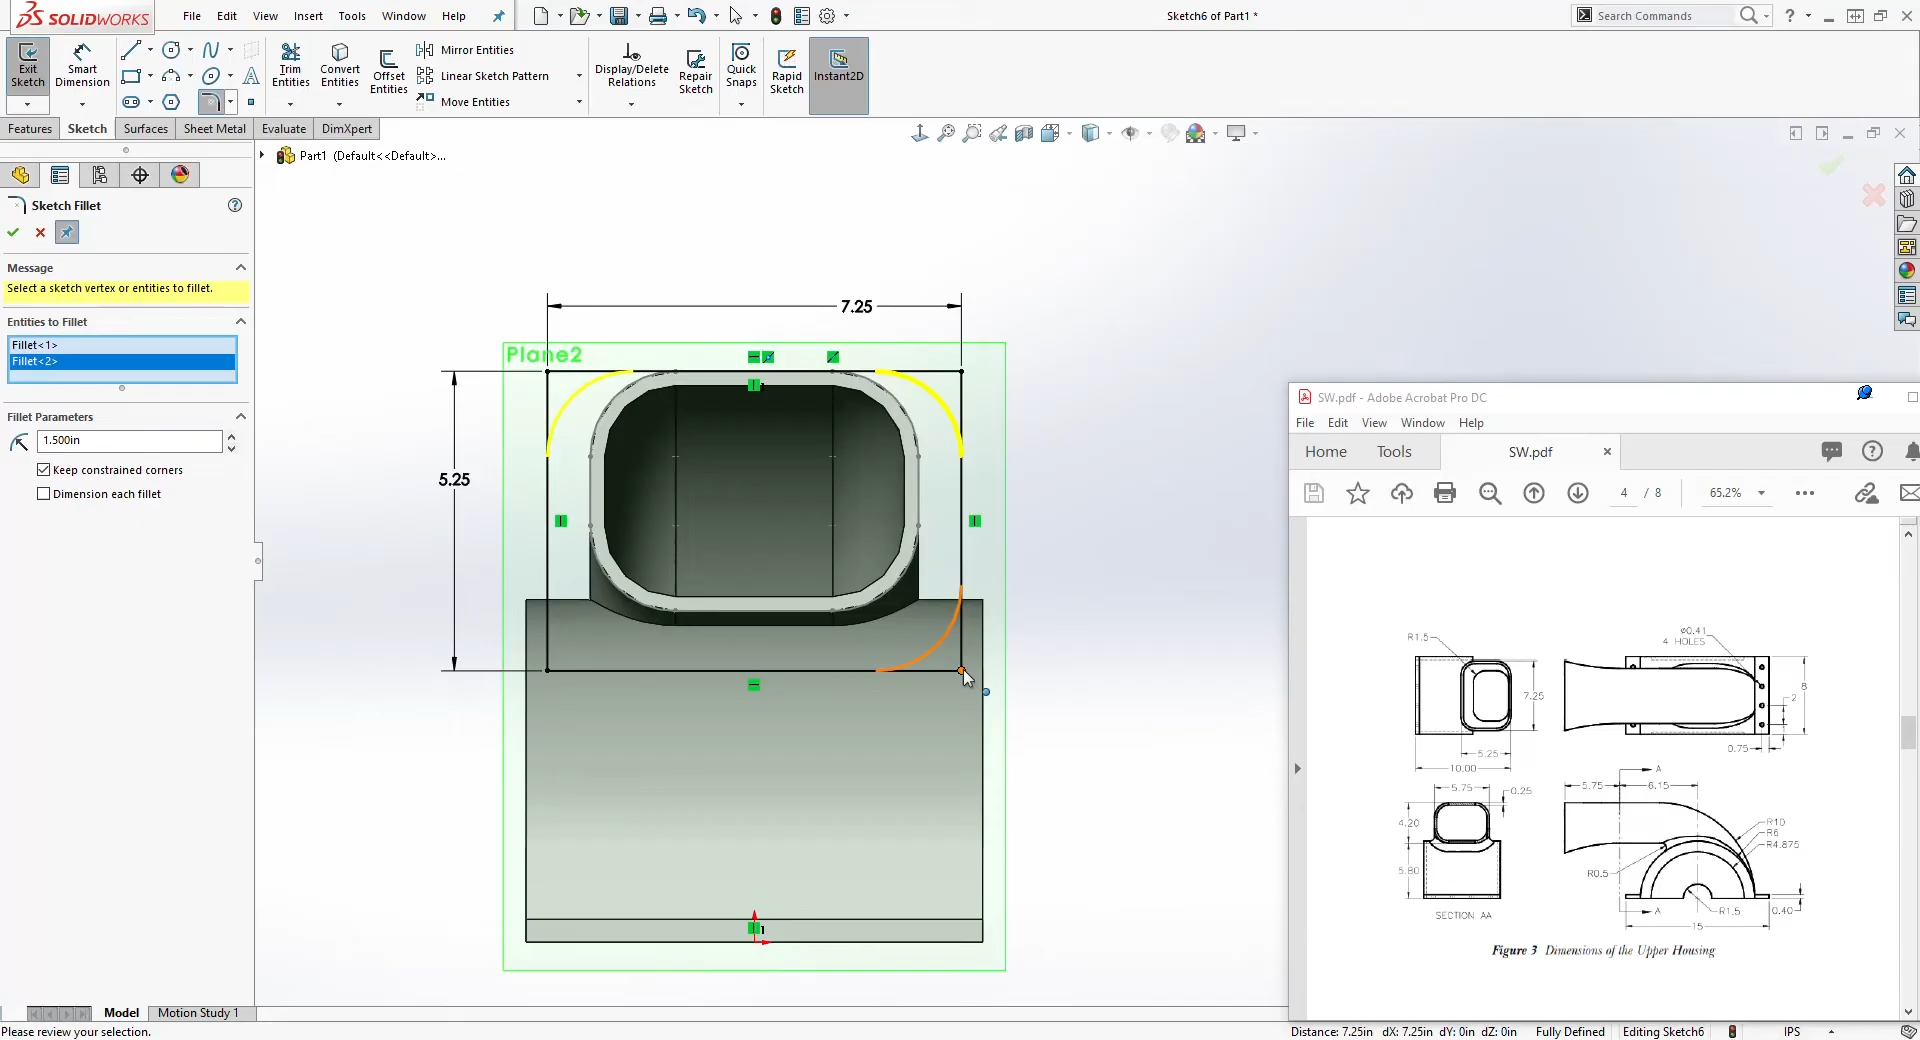 SOLIDWORKS
File Edit View Insert Tools Window Help
Sketch6 of Part1 *
Search Commands
Exit Sketch
Smart Dimension
Trim Entities
Convert Entities
Offset Entities
Mirror Entities
Linear Sketch Pattern
Move Entities
Display/Delete Relations
Repair Sketch
Quick Snaps
Rapid Sketch
Instant2D
Features Sketch Surfaces Sheet Metal Evaluate DimXpert
Part1 (Default<<Default>...
Sketch Fillet
Message
Select a sketch vertex or entities to fillet.
Entities to Fillet
Fillet<1>
Fillet<2>
Fillet Parameters
1.500in
Keep constrained corners
Dimension each fillet
7.25
Plane2
5.25
1
1
SW.pdf - Adobe Acrobat Pro DC
File Edit View Window Help
Home Tools SW.pdf
4 / 8 65.2%
R1.5
ø0.41
4 HOLES
7.25
8
2
5.25
0.75
10.00
A
5.75
0.25
5.75
6.15
4.20
R10
R6
R4.875
5.80
R0.5
SECTION AA
A
R1.5
0.40
15
Figure 3 Dimensions of the Upper Housing
Model Motion Study 1
Please review your selection.
Distance: 7.25in dX: 7.25in dY: 0in dZ: 0in Fully Defined Editing Sketch6 IPS